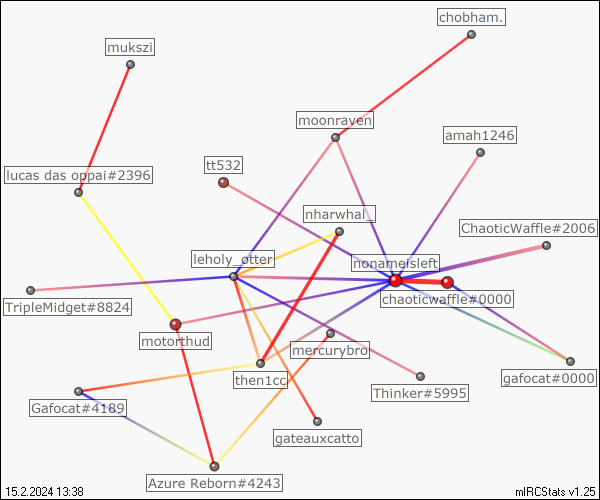 chobham.
mukszi
moonraven
amah1246
tt532
lucas das oppai#2396
nharwhal_
ChaoticWaffle#2006
leholy_otter
nonameisleft
chaoticwaffle#0000
TripleMidget#8824
motorthud
mercurybro
then1cc
gafocat#0000
Thinker#5995
Gafocat#4189
gateauxcatto
Azure Reborn#4243
15.2.2024 13:38
mIRCStats v1.25